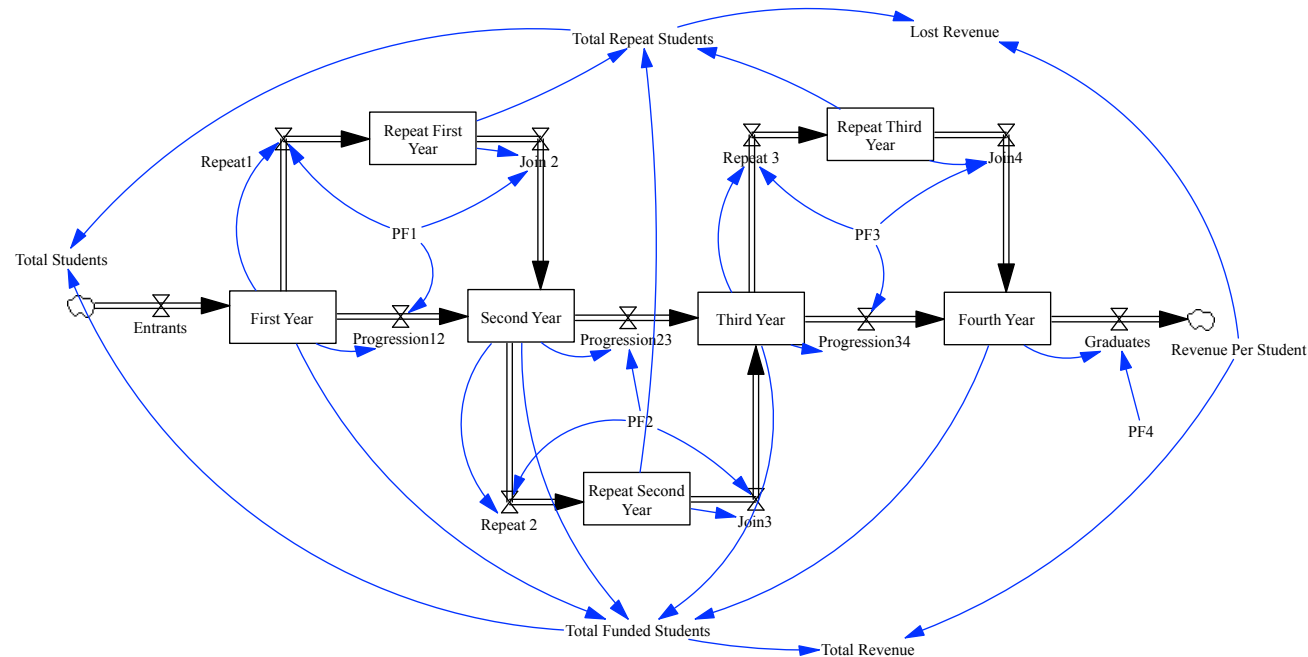 Total Repeat Students
Lost Revenue
Repeat First
Year
Repeat Third
Year
Repeat1
Join 2
Repeat 3
Join4
PF1
PF3
Total Students
Entrants
First Year
Progression12
Second Year
Progression23
Third Year
Progression34
Fourth Year
Graduates
Revenue Per Student
PF2
PF4
Repeat Second
Year
Repeat 2
Join3
Total Funded Students
Total Revenue